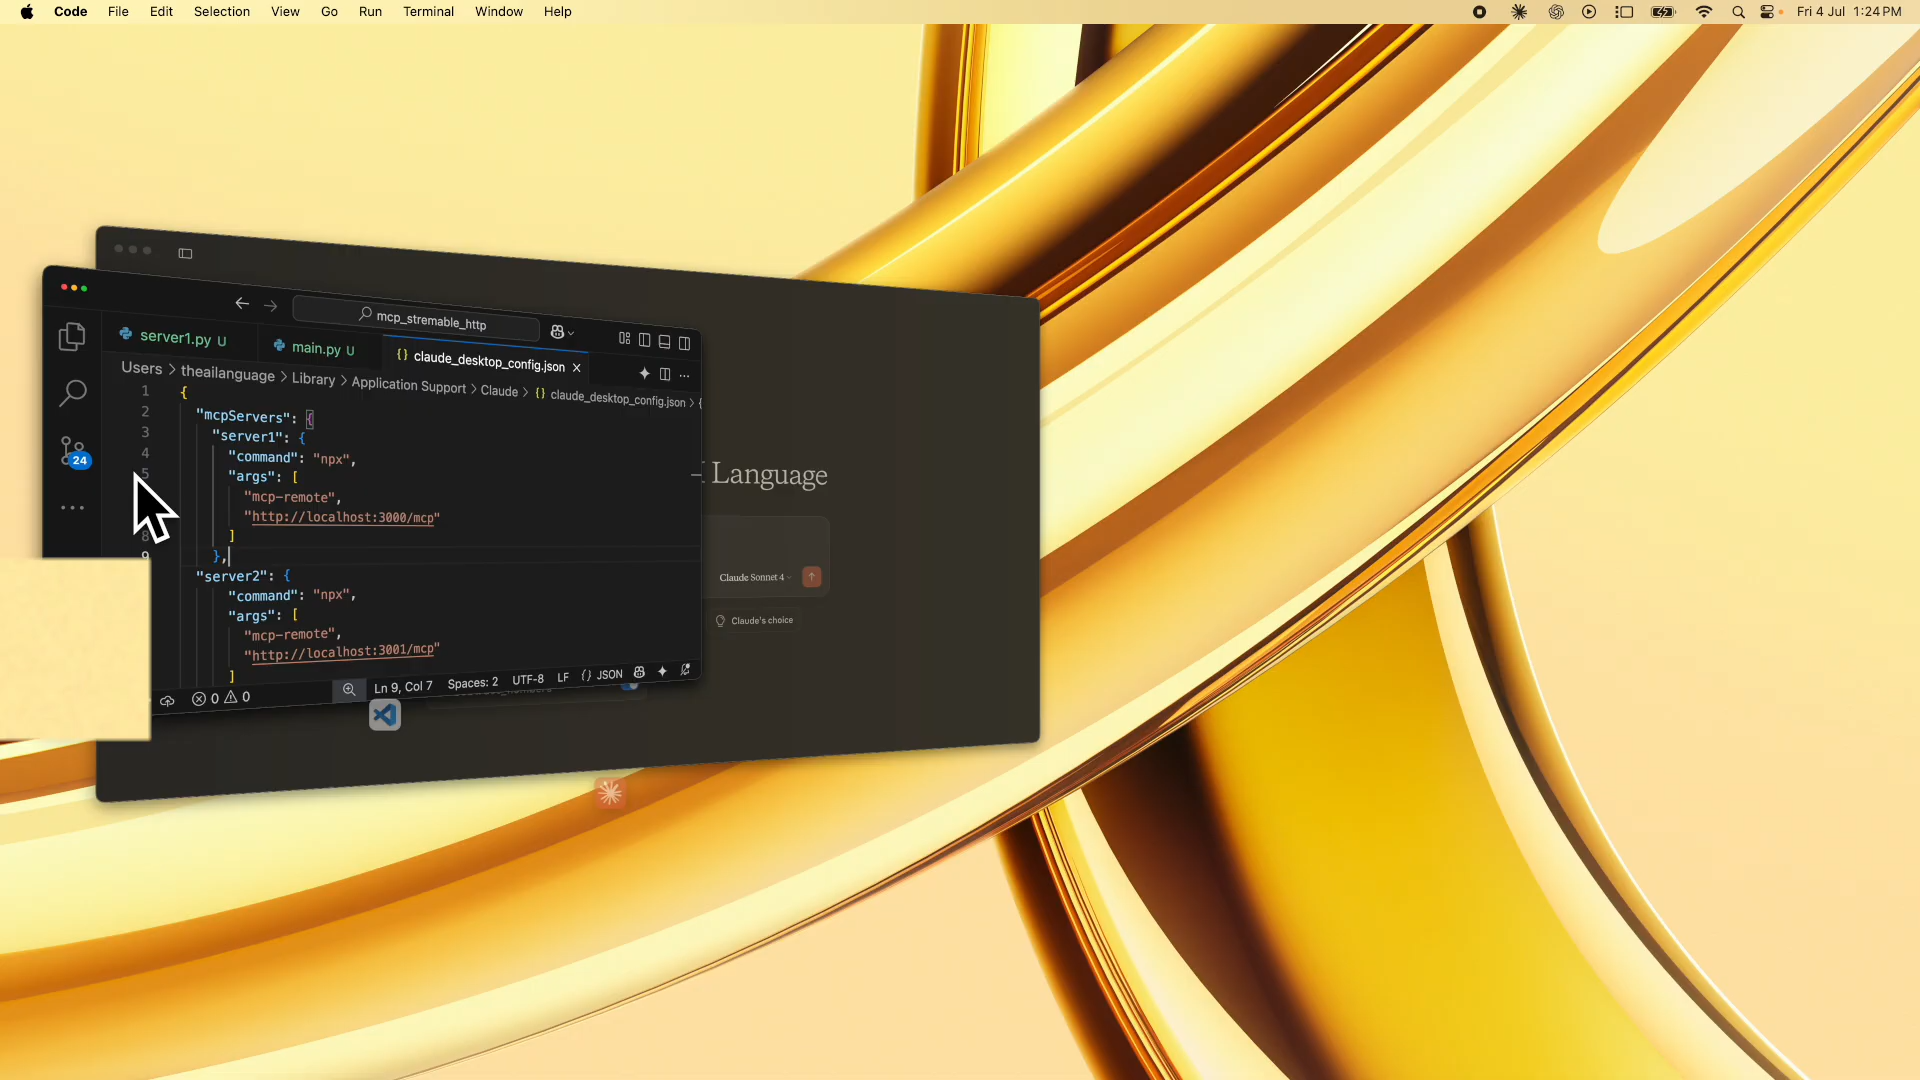 Code File Edit Selection View Go Run Terminal Window Help
Fri 4 Jul 1:24 PM
mcp_stremable_http
server1.py U main.py U {} claude_desktop_config.json
Users > theailanguage > Library > Application Support > Claude > {} claude_desktop_config.json > {
1 {
2 "mcpServers": {
3 "server1": {
4 "command": "npx",
5 "args": [
"mcp-remote",
"http://localhost:3000/mcp"
8 ]
9 },
"server2": {
"command": "npx",
"args": [
"mcp-remote",
"http://localhost:3001/mcp"
]
24
0 0
Ln 9, Col 7 Spaces: 2 UTF-8 LF {} JSON
Language
Claude Sonnet 4
Claude's choice